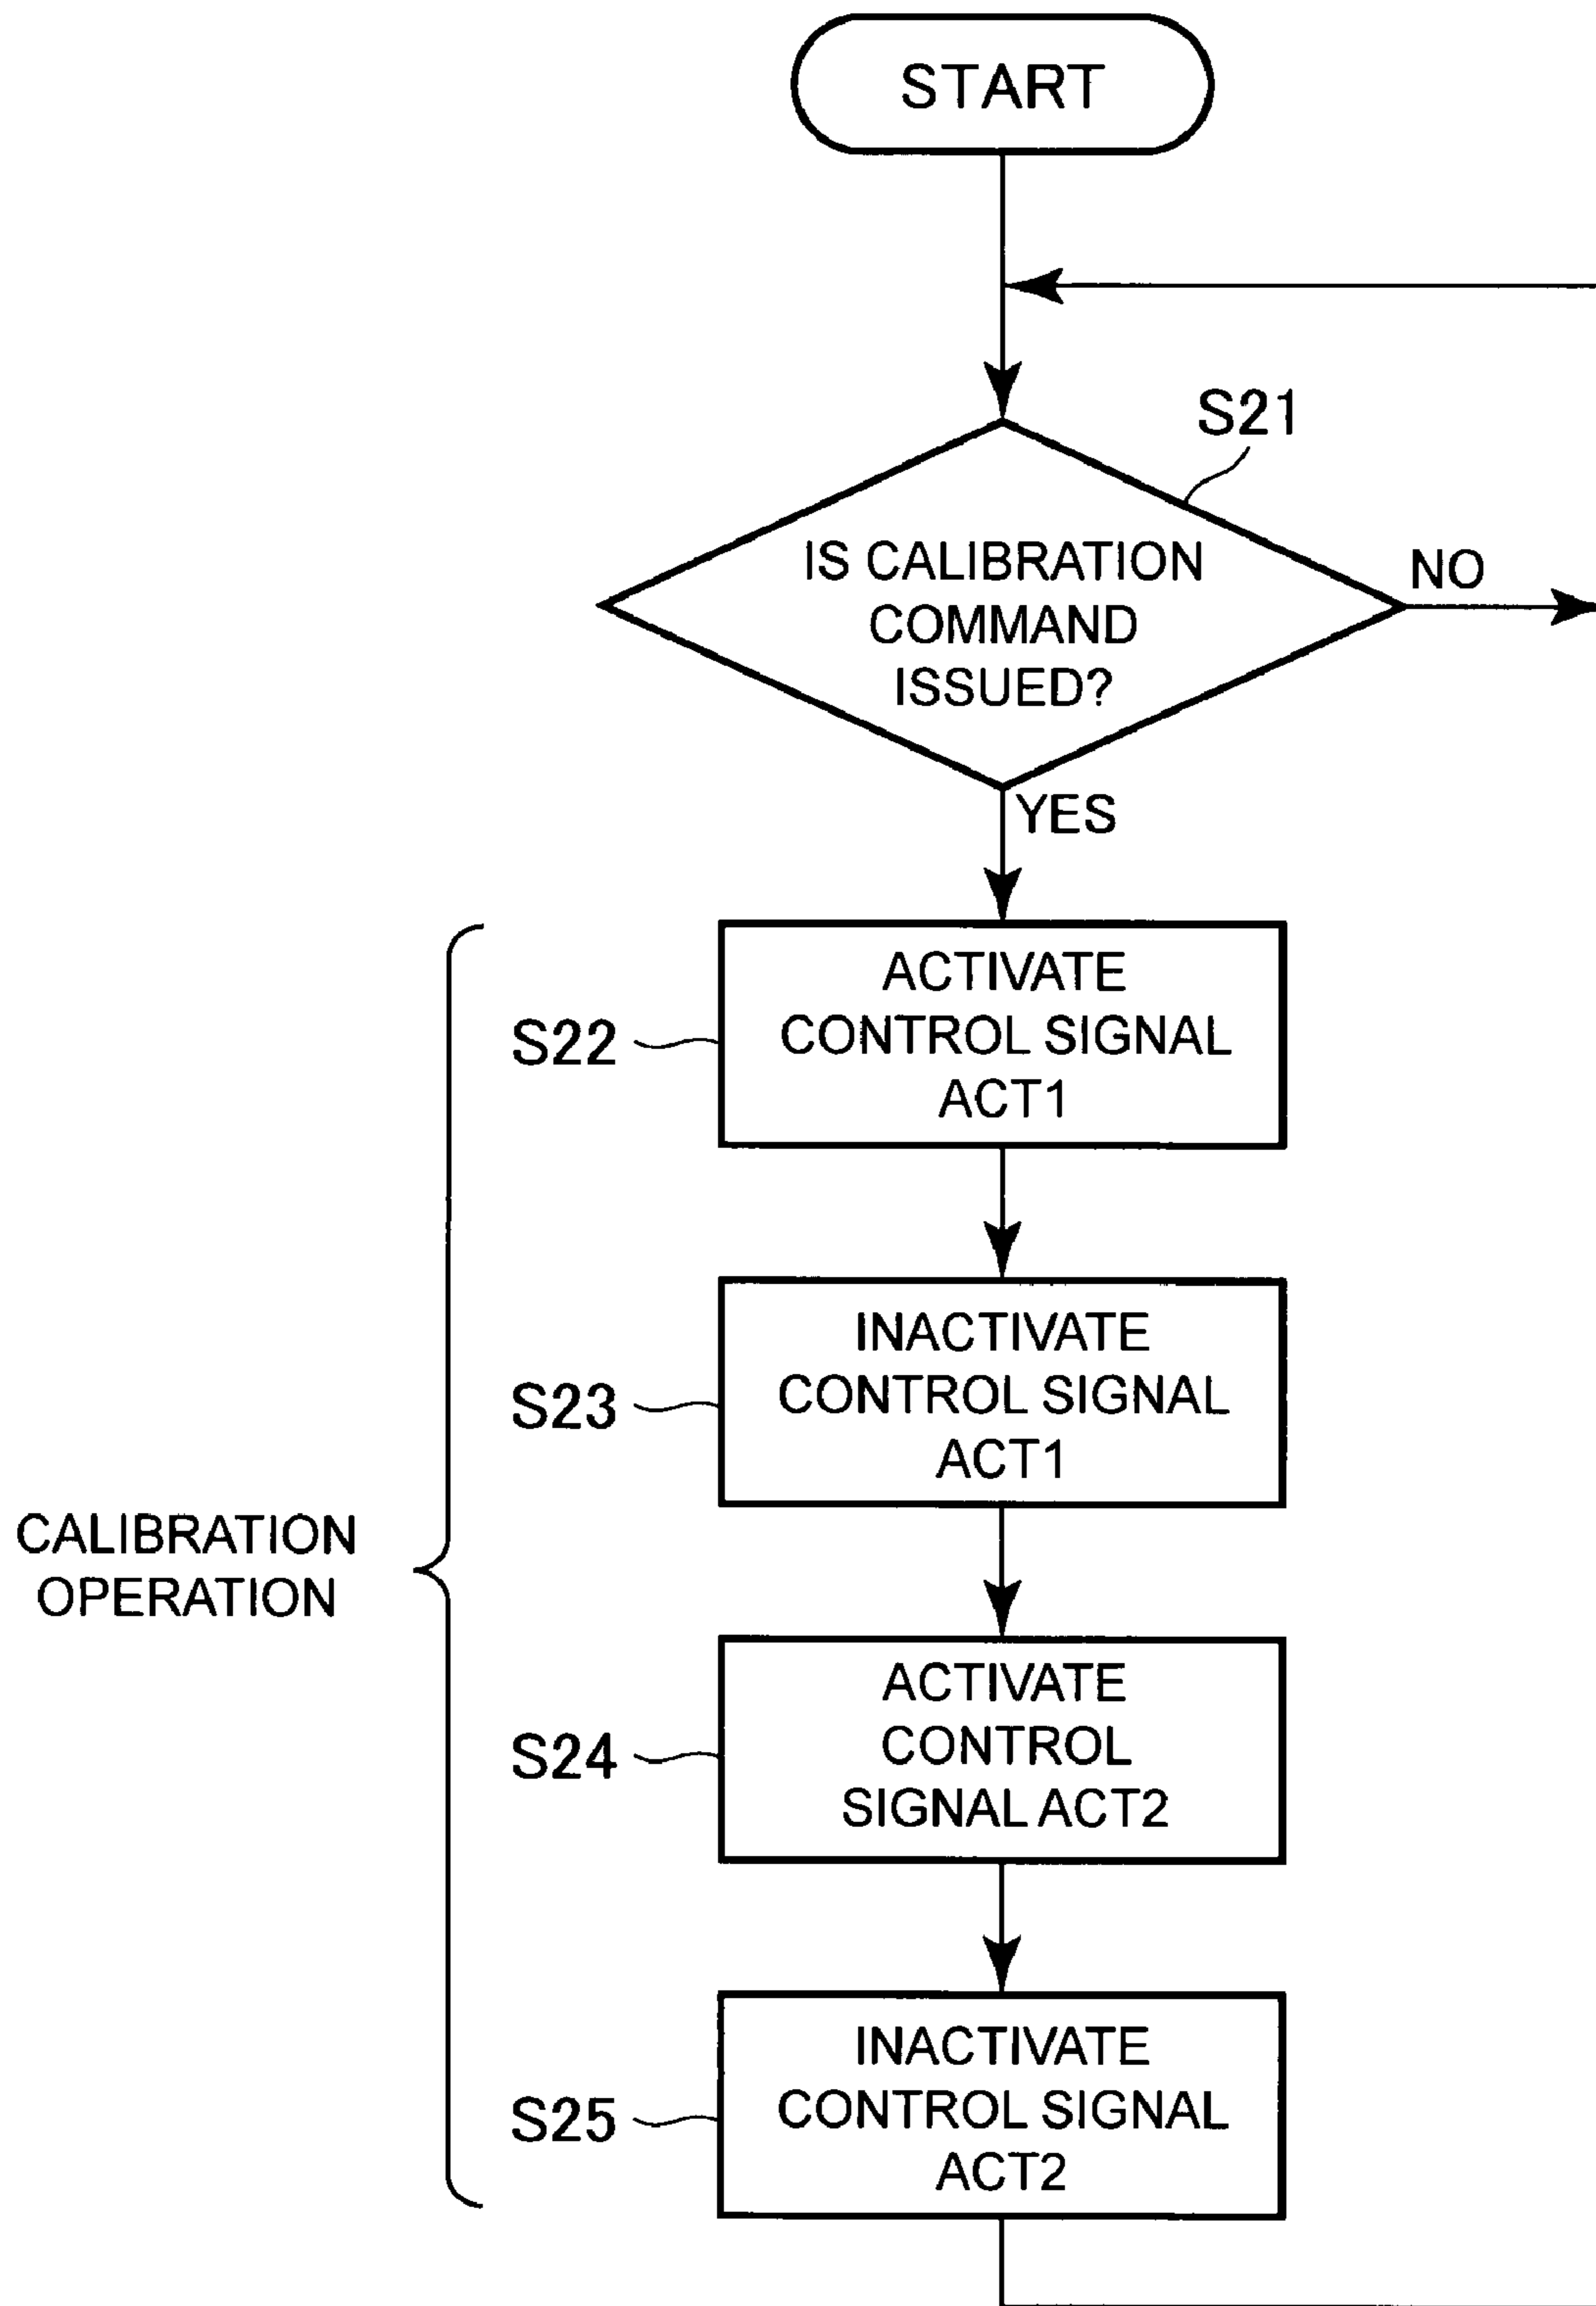 START
S21
IS CALIBRATION
COMMAND
ISSUED?
NO
YES
S22
ACTIVATE
CONTROL SIGNAL
ACT1
S23
INACTIVATE
CONTROL SIGNAL
ACT1
CALIBRATION
OPERATION
S24
ACTIVATE
CONTROL
SIGNAL ACT2
S25
INACTIVATE
CONTROL SIGNAL
ACT2